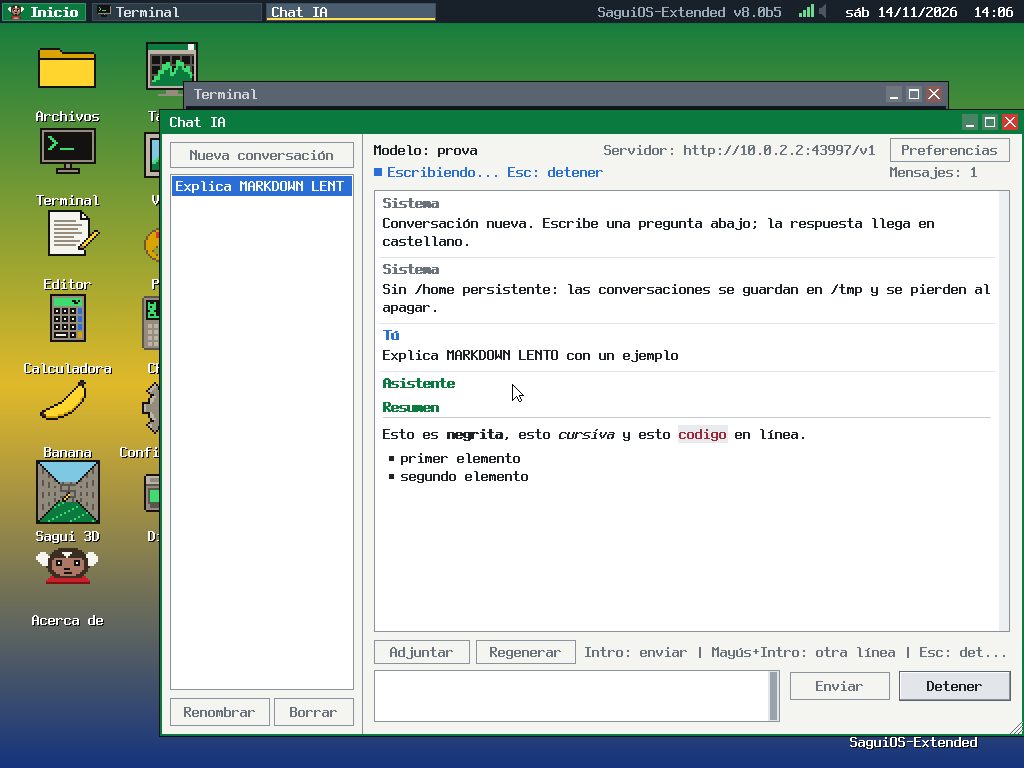 Inicio
Terminal
Chat IA
SaguiOS-Extended v8.0b5
sáb 14/11/2026
14:06
Archivos
Terminal
Editor
Calculadora
Banana
Sagui 3D
Acerca de
Terminal
Chat IA
Nueva conversación
Explica MARKDOWN LENT
Renombrar
Borrar
Modelo: prova
Servidor: http://10.0.2.2:43997/v1
Preferencias
Escribiendo... Esc: detener
Mensajes: 1
Sistema
Conversación nueva. Escribe una pregunta abajo; la respuesta llega en
castellano.
Sistema
Sin /home persistente: las conversaciones se guardan en /tmp y se pierden al
apagar.
Tú
Explica MARKDOWN LENTO con un ejemplo
Asistente
Resumen
Esto es negrita, esto cursiva y esto codigo en línea.
primer elemento
segundo elemento
Adjuntar
Regenerar
Intro: enviar | Mayús+Intro: otra línea | Esc: det...
Enviar
Detener
SaguiOS-Extended